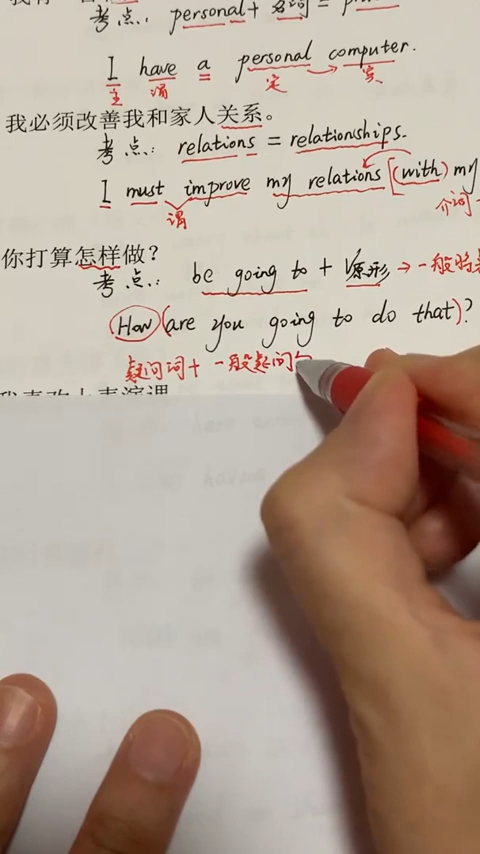 考点: personal + 名词 =
I have a personal computer.
主 谓 定 宾
我必须改善我和家人关系。
考点: relations = relationships.
I must improve my relations [(with) my
谓 介词
你打算怎样做?
考点: be going to + V原形 → 一般将
How (are you going to do that)?
疑问词 + 一般疑问句